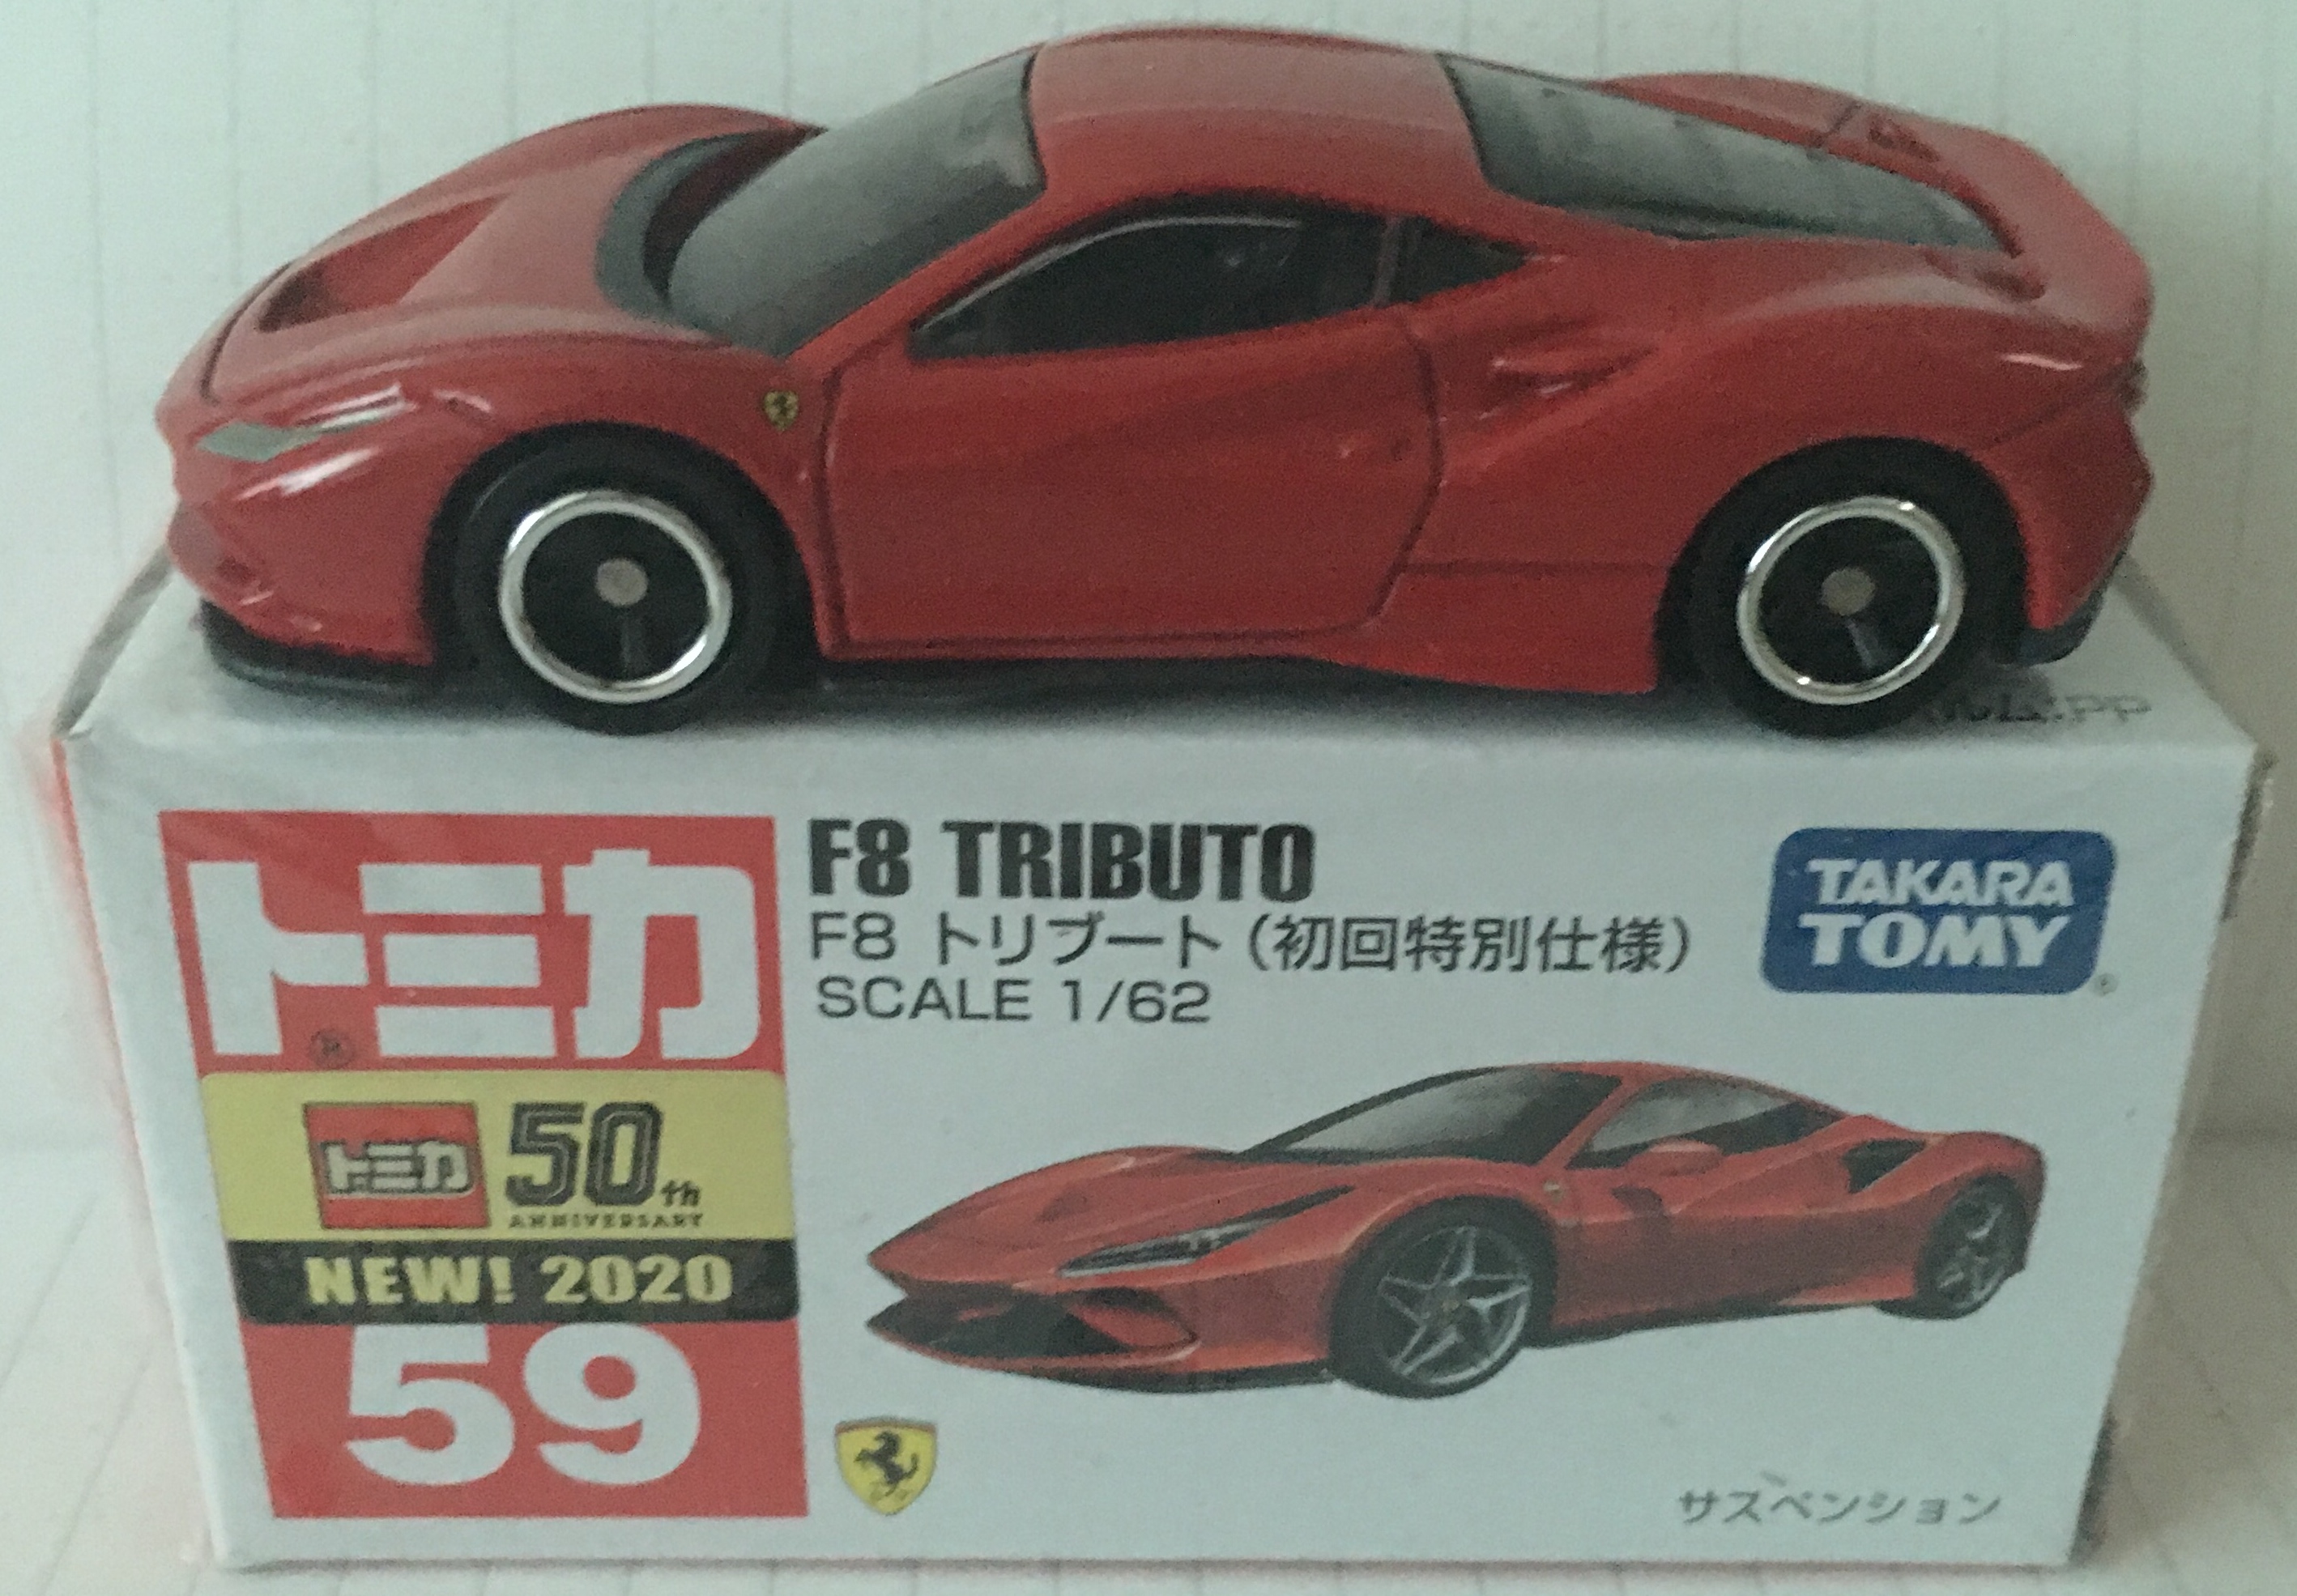 F8 TRIBUTO
F8 トリブート（初回特別仕様）
SCALE 1/62
TAKARA
TOMY
トミカ
®
トミカ 50th
ANNIVERSARY
NEW! 2020
59
サスペンション